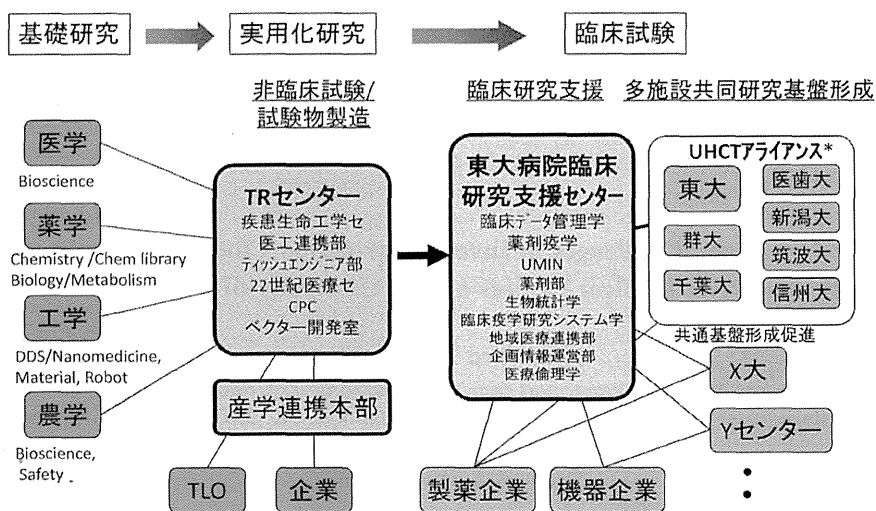 基礎研究
実用化研究
臨床試験
非臨床試験/
試験物製造
臨床研究支援
多施設共同研究基盤形成
医学
Bioscience
薬学
Chemistry /Chem library
Biology/Metabolism
工学
DDS/Nanomedicine,
Material, Robot
農学
Bioscience,
Safety
TRセンター
疾患生命工学セ
医工連携部
ティッシュエンジニア部
22世紀医療セ
CPC
ベクター開発室
産学連携本部
TLO
企業
東大病院臨床
研究支援センター
臨床データ管理学
薬剤疫学
UMIN
薬剤部
生物統計学
臨床疫学研究システム学
地域医療連携部
企画情報運営部
医療倫理学
製薬企業
機器企業
UHCTアライアンス*
東大
群大
千葉大
医歯大
新潟大
筑波大
信州大
共通基盤形成促進
X大
Yセンター